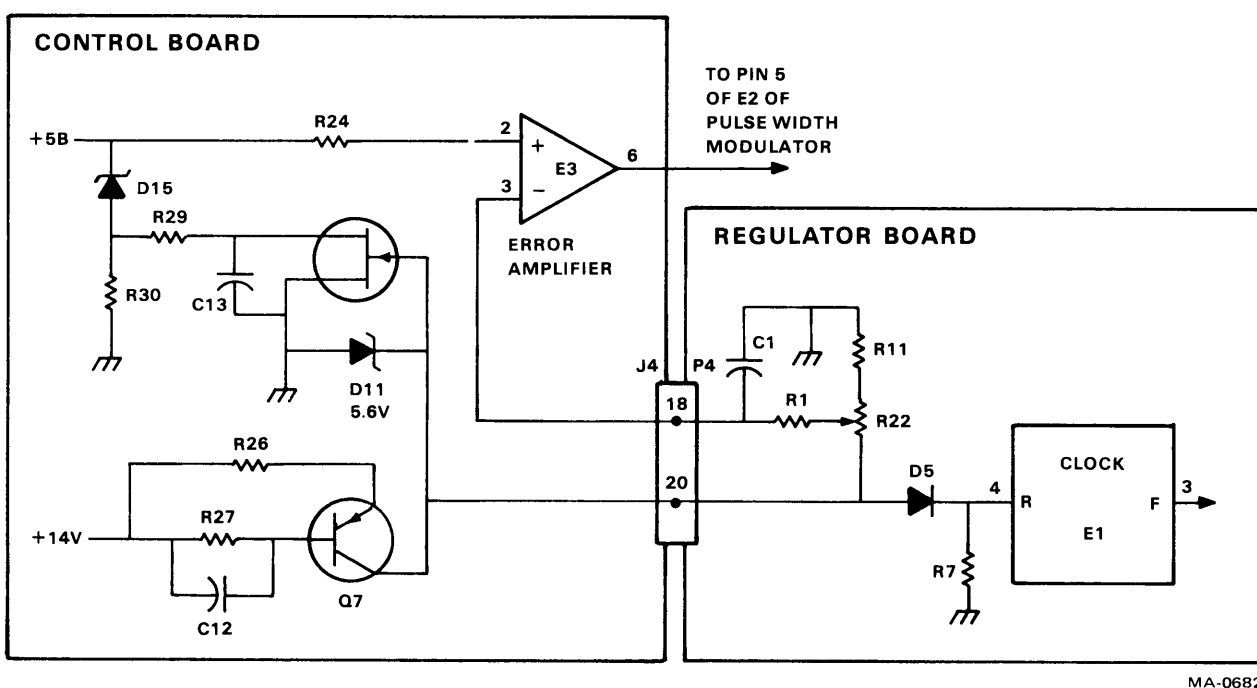 CONTROL BOARD
TO PIN 5
OF E2 OF
PULSE WIDTH
MODULATOR
R24
+5B
2
+
E3
6
3
−
D15
R29
ERROR
AMPLIFIER
REGULATOR BOARD
R30
C13
J4
P4
C1
R11
D11
5.6V
18
R1
R22
R26
20
D5
CLOCK
4
R
F
3
E1
+14V
R27
R7
Q7
C12
MA-0682